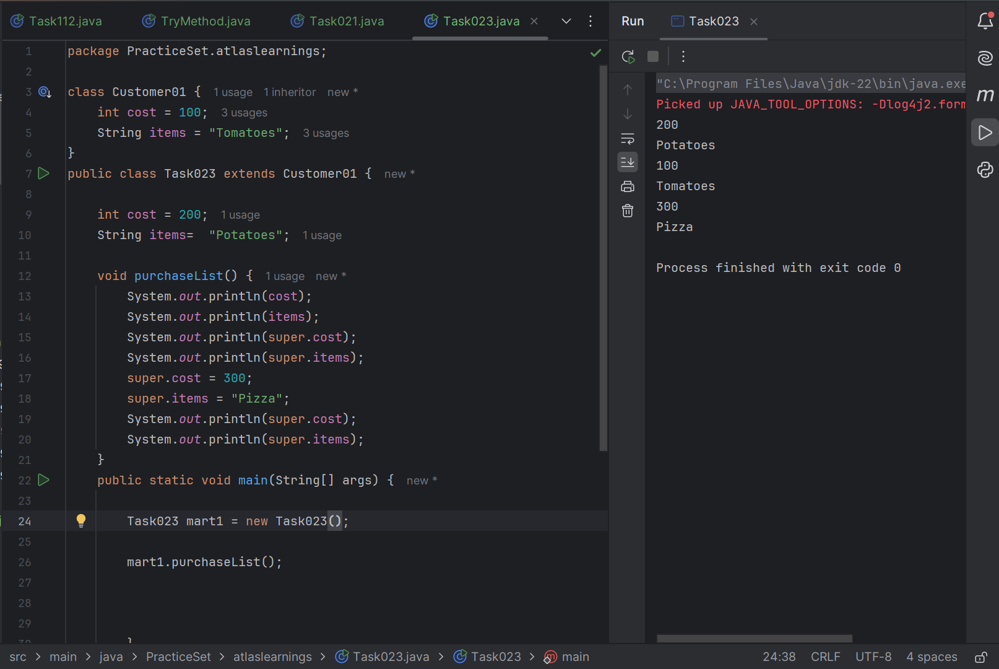 Task112.java TryMethod.java Task021.java Task023.java
Run Task023
1 package PracticeSet.atlaslearnings;
2
3 class Customer01 { 1 usage 1 inheritor new *
4 int cost = 100; 3 usages
5 String items = "Tomatoes"; 3 usages
6 }
7 public class Task023 extends Customer01 { new *
8
9 int cost = 200; 1 usage
10 String items= "Potatoes"; 1 usage
11
12 void purchaseList() { 1 usage new *
13 System.out.println(cost);
14 System.out.println(items);
15 System.out.println(super.cost);
16 System.out.println(super.items);
17 super.cost = 300;
18 super.items = "Pizza";
19 System.out.println(super.cost);
20 System.out.println(super.items);
21 }
22 public static void main(String[] args) { new *
23
24 Task023 mart1 = new Task023();
25
26 mart1.purchaseList();
27
28
29
}
"C:\Program Files\Java\jdk-22\bin\java.exe
Picked up JAVA_TOOL_OPTIONS: -Dlog4j2.form
200
Potatoes
100
Tomatoes
300
Pizza
Process finished with exit code 0
m
src > main > java > PracticeSet > atlaslearnings > Task023.java > Task023 > main 24:38 CRLF UTF-8 4 spaces